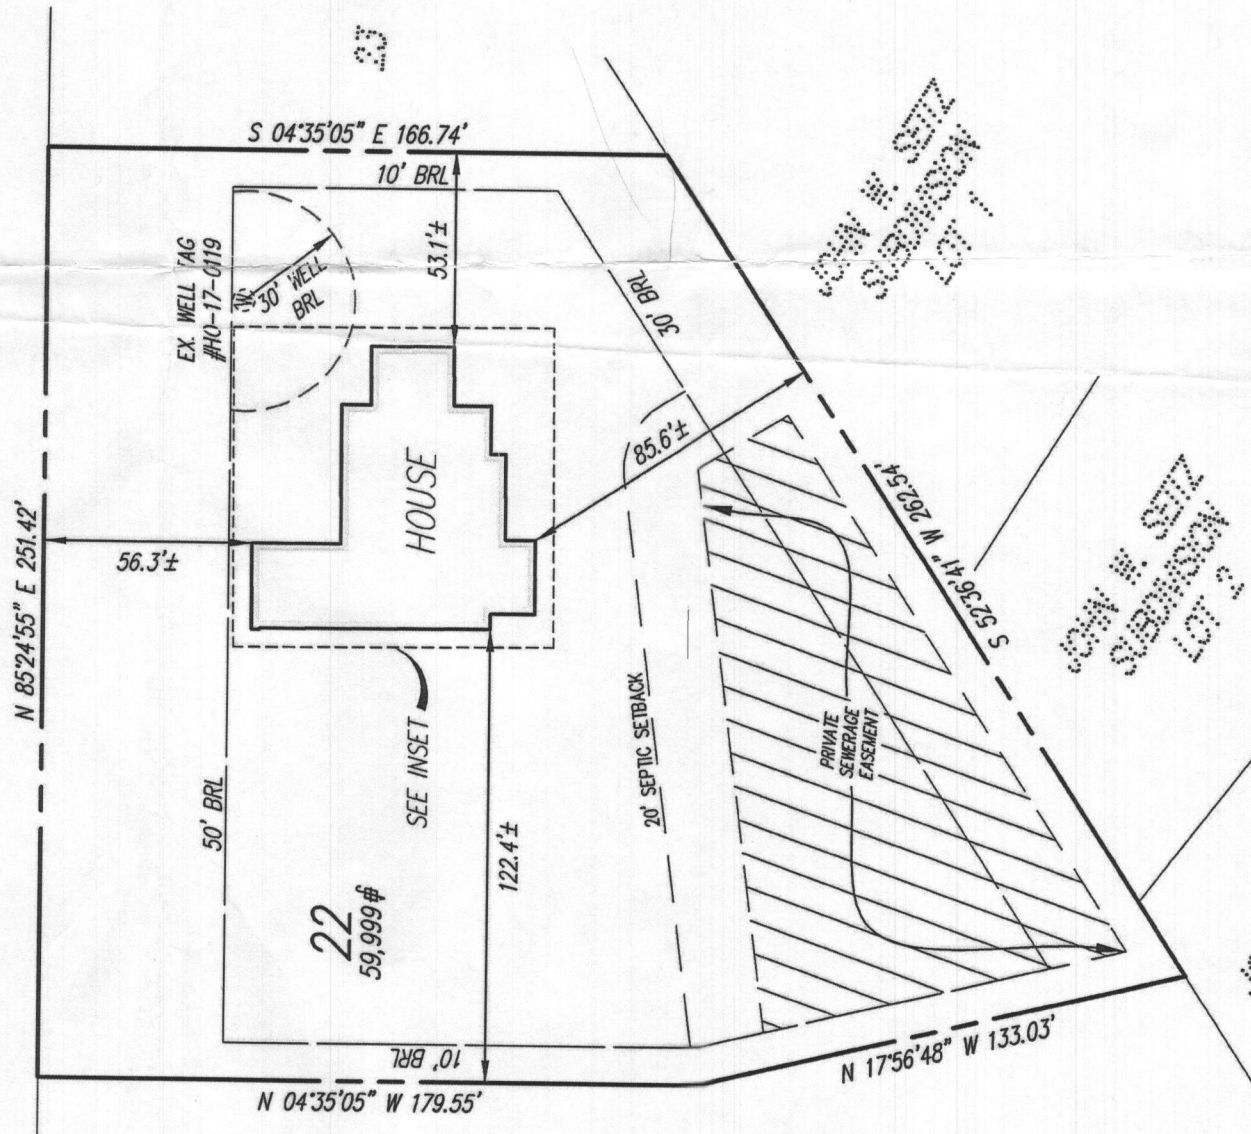 23
S 04°35'05" E 166.74'
10' BRL
JOHN W. SEITZ
SUBDIVISION
LOT 1
EX. WELL TAG
#HO-17-0119
W
30' WELL
BRL
53.1'±
30' BRL
85.6'±
N 85°24'55" E 251.42'
56.3'±
HOUSE
S 52°36'41" W 262.54'
JOHN W. SEITZ
SUBDIVISION
LOT 2
SEE INSET
20' SEPTIC SETBACK
PRIVATE
SEWERAGE
EASEMENT
50' BRL
122.4'±
22
59,999 #
10' BRL
N 04°35'05" W 179.55'
N 17°56'48" W 133.03'